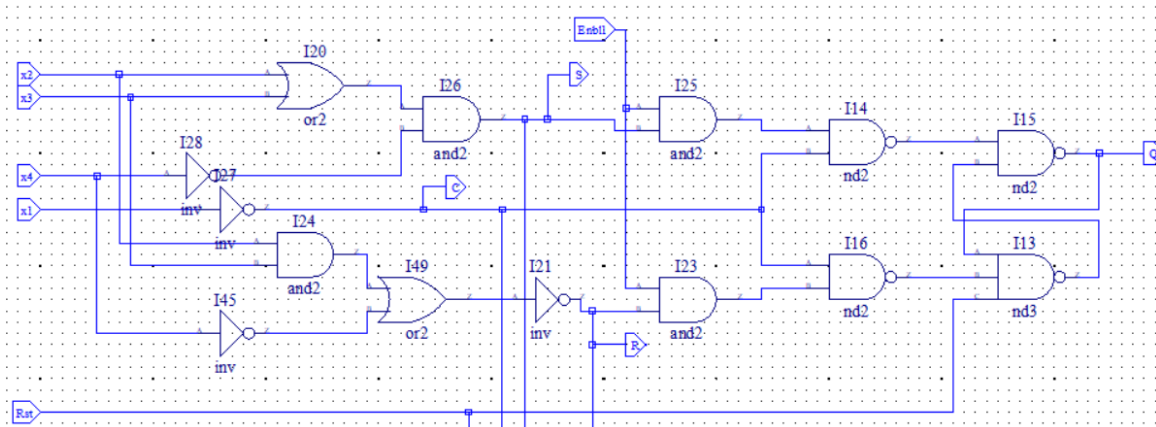 Enbl1
I20
x2
S
x3
or2
I26
I25
I14
I15
Q
I28
and2
and2
nd2
nd2
x4
I27
C
inv
x1
inv
I24
I16
I13
I49
I21
I23
and2
I45
nd2
nd3
or2
inv
and2
inv
R
Rst